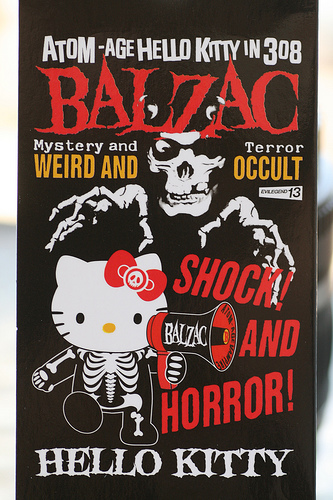 ATOM-AGE HELLO KITTY IN 308
BALZAC
Mystery and Terror
WEIRD AND OCCULT
EVILEGEND 13
SHOCK!
BALZAC
AND
HORROR!
HELLO KITTY